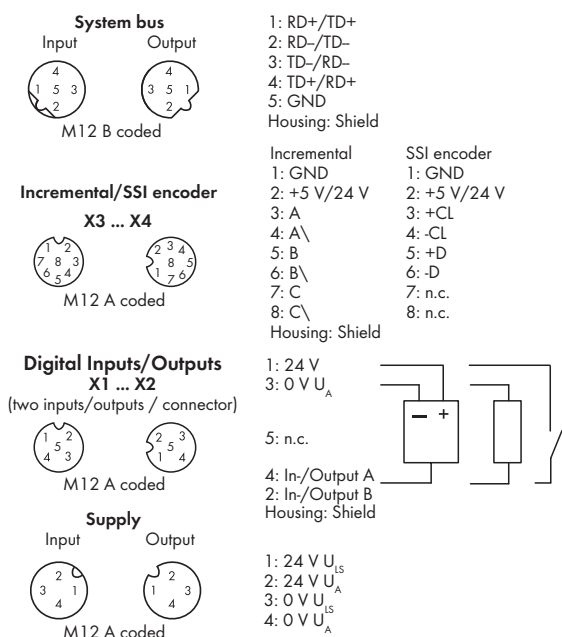 System bus
Input Output
4
1 5 3
2
4
3 5 1
2
M12 B coded
1: RD+/TD+
2: RD–/TD–
3: TD–/RD–
4: TD+/RD+
5: GND
Housing: Shield
Incremental/SSI encoder
X3 ... X4
1 2
7 8 3
6 5 4
2 3 4
8 5
1 7 6
M12 A coded
Incremental
1: GND
2: +5 V/24 V
3: A
4: A\
5: B
6: B\
7: C
8: C\
Housing: Shield
SSI encoder
1: GND
2: +5 V/24 V
3: +CL
4: -CL
5: +D
6: -D
7: n.c.
8: n.c.
Digital Inputs/Outputs
X1 ... X2
(two inputs/outputs / connector)
1 2
5
4 3
2 3
5
1 4
M12 A coded
1: 24 V
3: 0 V UA
– +
5: n.c.
4: In-/Output A
2: In-/Output B
Housing: Shield
Supply
Input Output
2
3 1
4
2
1 3
4
M12 A coded
1: 24 V ULS
2: 24 V UA
3: 0 V ULS
4: 0 V UA